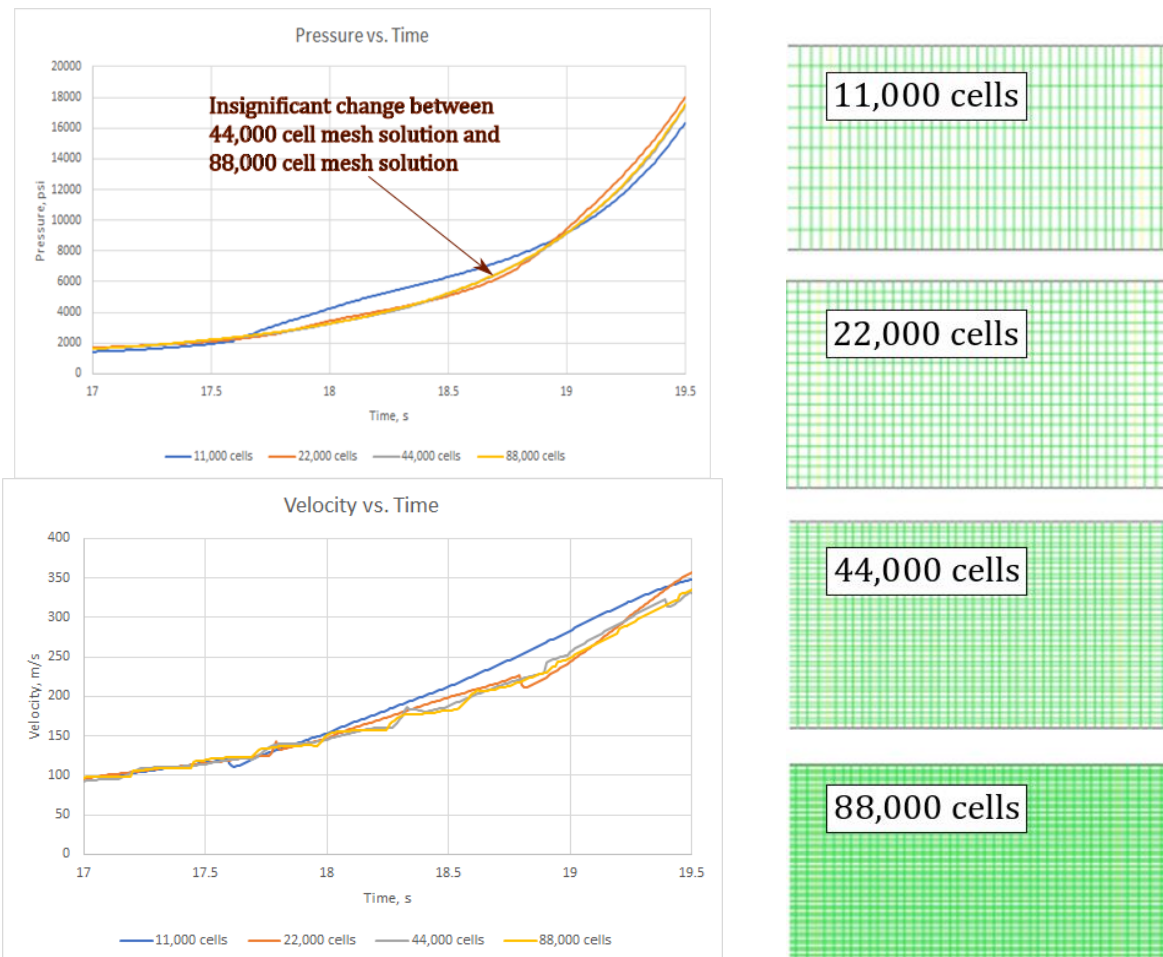 Pressure vs. Time
20000
18000
16000
14000
12000
10000
8000
6000
4000
2000
0
Pressure, psi
Insignificant change between
44,000 cell mesh solution and
88,000 cell mesh solution
17 17.5 18 18.5 19 19.5
Time, s
11,000 cells 22,000 cells 44,000 cells 88,000 cells
Velocity vs. Time
400
350
300
250
200
150
100
50
0
Velocity, m/s
17 17.5 18 18.5 19 19.5
Time, s
11,000 cells 22,000 cells 44,000 cells 88,000 cells
11,000 cells
22,000 cells
44,000 cells
88,000 cells